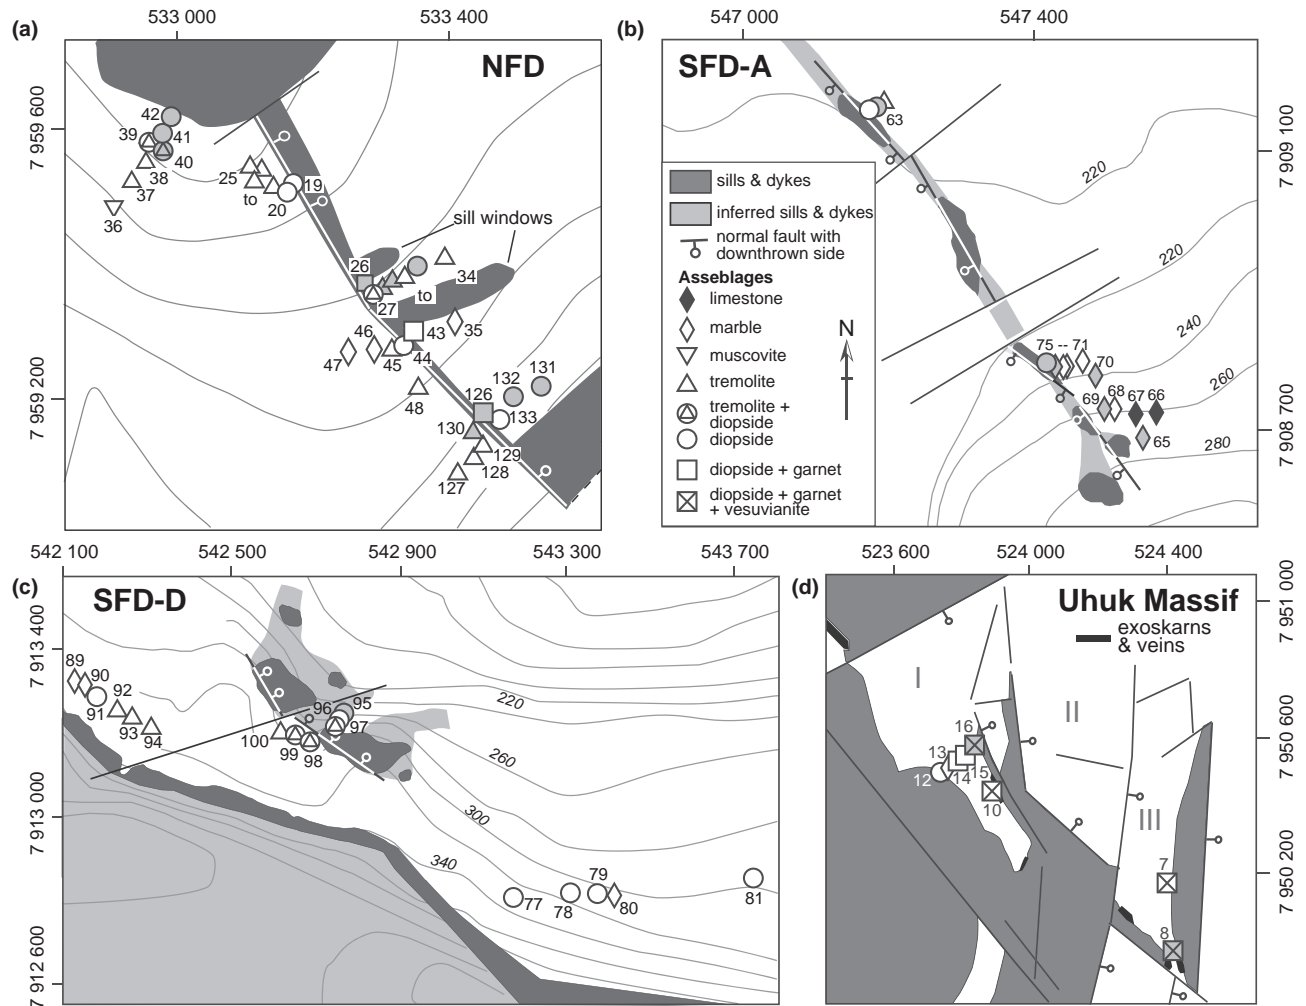 (a)
533 000
533 400
NFD
7 959 600
7 959 200
42
41
39
40
38
37
36
25
to
20
19
sill windows
26
34
to
27
43
35
46
47
45
44
48
126
132
131
133
130
129
128
127
(b)
547 000
547 400
SFD-A
7 909 100
7 908 700
63
220
220
240
260
280
75 -- 71
70
69
68
67
66
65
sills & dykes
inferred sills & dykes
normal fault with
downthrown side
Asseblages
limestone
marble
muscovite
tremolite
tremolite +
diopside
diopside
diopside + garnet
diopside + garnet
+ vesuvianite
N
(c)
542 100
542 500
542 900
543 300
543 700
SFD-D
7 913 400
7 913 000
7 912 600
89
90
92
91
93
94
96
95
97
100
99
98
220
260
300
340
77
78
79
80
81
(d)
523 600
524 000
524 400
Uhuk Massif
exoskarns
& veins
7 951 000
7 950 600
7 950 200
I
II
III
16
13
12
14
15
10
7
8